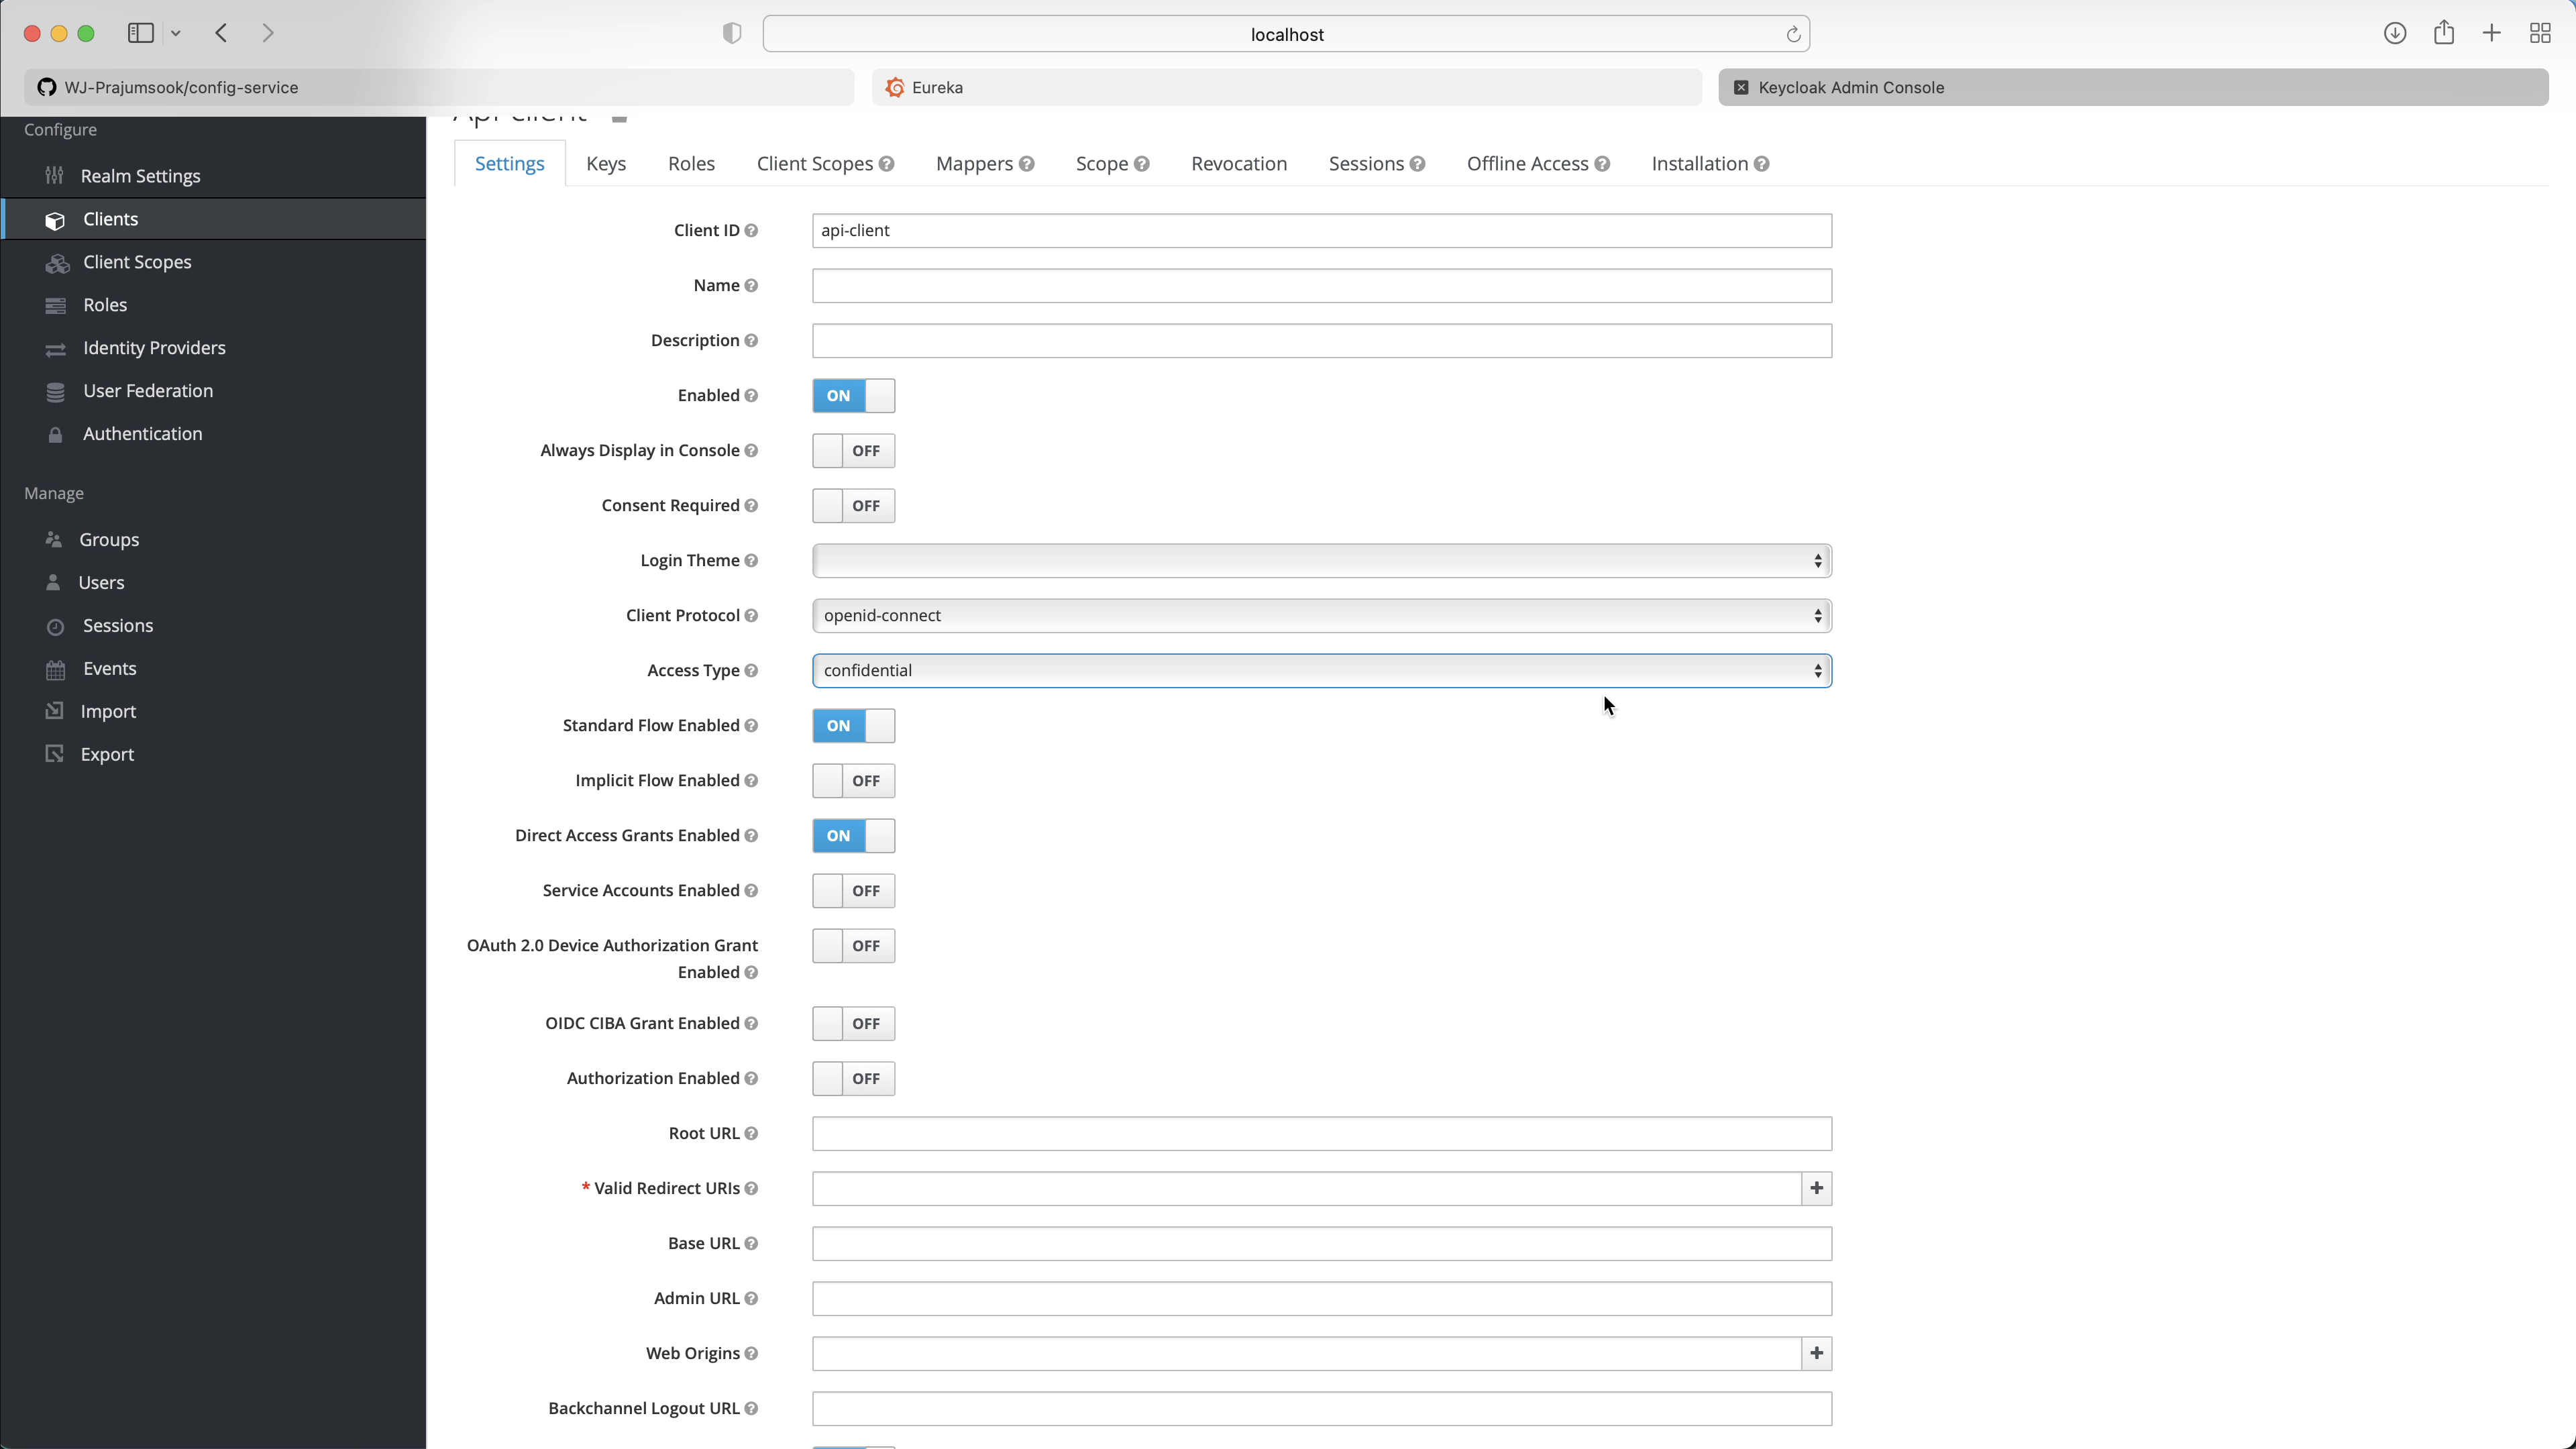 localhost
WJ-Prajumsook/config-service
Eureka
Keycloak Admin Console
Configure
Realm Settings
Clients
Client Scopes
Roles
Identity Providers
User Federation
Authentication
Manage
Groups
Users
Sessions
Events
Import
Export
Api-client
Settings Keys Roles Client Scopes Mappers Scope Revocation Sessions Offline Access Installation
Client ID api-client
Name
Description
Enabled ON
Always Display in Console OFF
Consent Required OFF
Login Theme
Client Protocol openid-connect
Access Type confidential
Standard Flow Enabled ON
Implicit Flow Enabled OFF
Direct Access Grants Enabled ON
Service Accounts Enabled OFF
OAuth 2.0 Device Authorization Grant OFF
Enabled
OIDC CIBA Grant Enabled OFF
Authorization Enabled OFF
Root URL
* Valid Redirect URIs
Base URL
Admin URL
Web Origins
Backchannel Logout URL